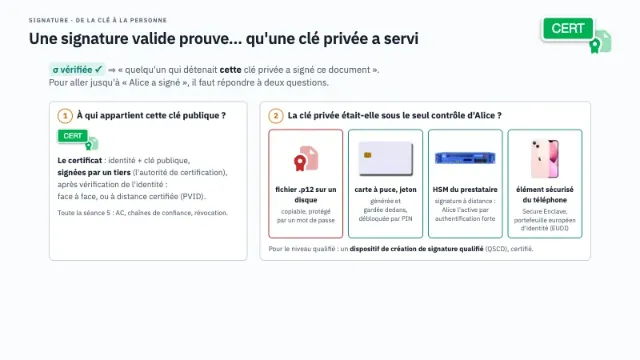 SIGNATURE · DE LA CLÉ À LA PERSONNE
Une signature valide prouve… qu'une clé privée a servi
CERT
σ vérifiée ✓ ⇒ « quelqu'un qui détenait cette clé privée a signé ce document ».
Pour aller jusqu'à « Alice a signé », il faut répondre à deux questions.
1 À qui appartient cette clé publique ?
CERT
Le certificat : identité + clé publique,
signées par un tiers (l'autorité de certification),
après vérification de l'identité :
face à face, ou à distance certifiée (PVID).
Toute la séance 5 : AC, chaînes de confiance, révocation.
2 La clé privée était-elle sous le seul contrôle d'Alice ?
fichier .p12 sur un
disque
copiable, protégé
par un mot de passe
carte à puce, jeton
générée et
gardée dedans,
débloquée par PIN
HSM du prestataire
signature à distance :
Alice l'active par
authentification forte
élément sécurisé
du téléphone
Secure Enclave,
portefeuille européen
d'identité (EUDI)
Pour le niveau qualifié : un dispositif de création de signature qualifié (QSCD), certifié.